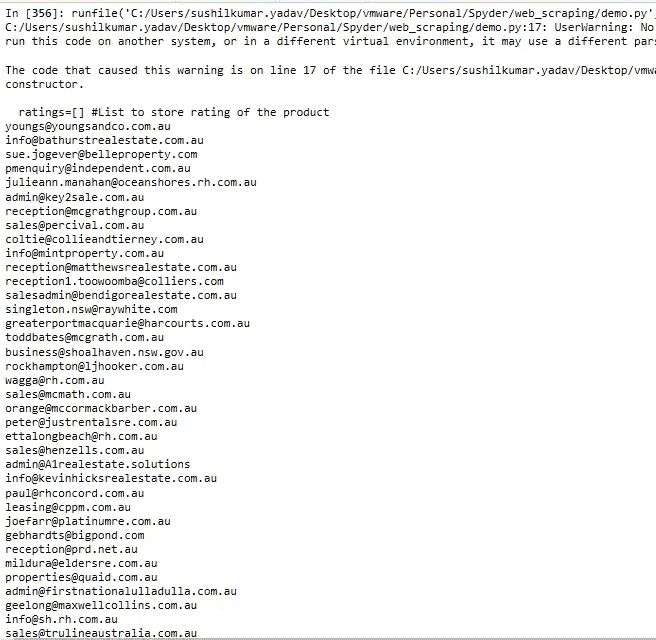 In [356]: runfile('C:/Users/sushilkumar.yadav/Desktop/vmware/Personal/Spyder/web_scraping/demo.py'
C:/Users/sushilkumar.yadav/Desktop/vmware/Personal/Spyder/web_scraping/demo.py:17: UserWarning: No
run this code on another system, or in a different virtual environment, it may use a different pars
The code that caused this warning is on line 17 of the file C:/Users/sushilkumar.yadav/Desktop/vmwa
constructor.
ratings=[] #List to store rating of the product
youngs@youngsandco.com.au
info@bathurstrealestate.com.au
sue.jogever@belleproperty.com
pmenquiry@independent.com.au
julieann.manahan@oceanshores.rh.com.au
admin@key2sale.com.au
reception@mcgrathgroup.com.au
sales@percival.com.au
coltie@collieandtierney.com.au
info@mintproperty.com.au
reception@matthewsrealestate.com.au
reception1.toowoomba@colliers.com
salesadmin@bendigorealestate.com.au
singleton.nsw@raywhite.com
greaterportmacquarie@harcourts.com.au
toddbates@mcgrath.com.au
business@shoalhaven.nsw.gov.au
rockhampton@ljhooker.com.au
wagga@rh.com.au
sales@mcmath.com.au
orange@mccormackbarber.com.au
peter@justrentalsre.com.au
ettalongbeach@rh.com.au
sales@henzells.com.au
admin@A1realestate.solutions
info@kevinhicksrealestate.com.au
paul@rhconcord.com.au
leasing@cppm.com.au
joefarr@platinumre.com.au
gebhardts@bigpond.com
reception@prd.net.au
mildura@eldersre.com.au
properties@quaid.com.au
admin@firstnationalulladulla.com.au
geelong@maxwellcollins.com.au
info@sh.rh.com.au
sales@trulineaustralia.com.au